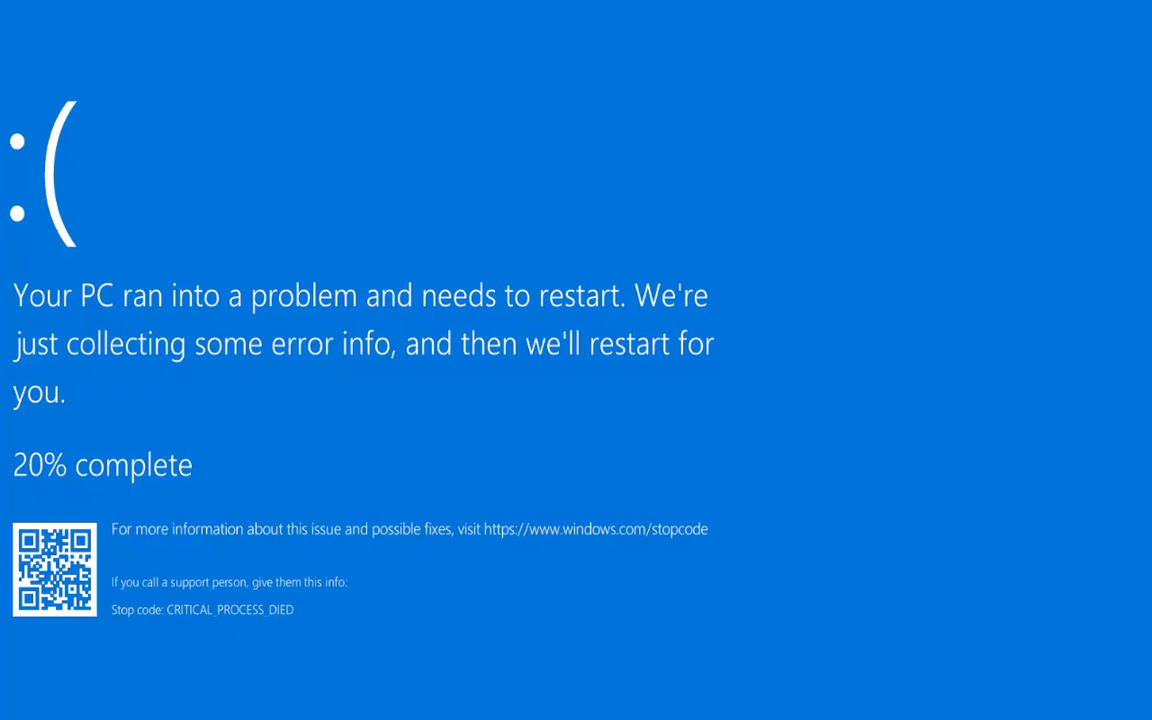 :(
Your PC ran into a problem and needs to restart. We're
just collecting some error info, and then we'll restart for
you.
20% complete
For more information about this issue and possible fixes, visit https://www.windows.com/stopcode
If you call a support person, give them this info:
Stop code: CRITICAL_PROCESS_DIED